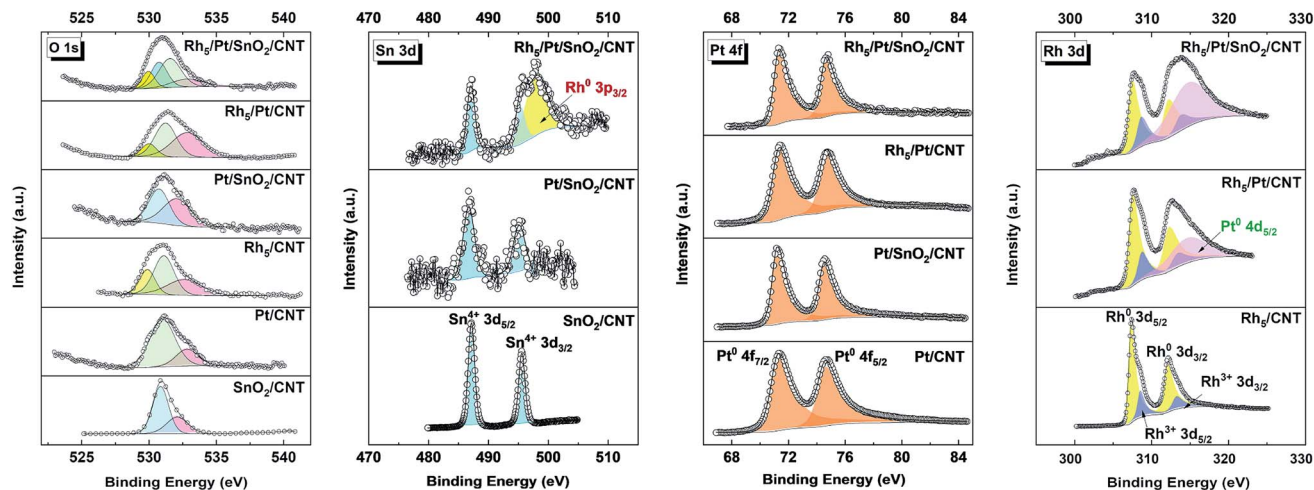 525 530 535 540
O 1s
Rh₅/Pt/SnO₂/CNT
Rh₅/Pt/CNT
Pt/SnO₂/CNT
Rh₅/CNT
Pt/CNT
SnO₂/CNT
Intensity (a.u.)
525 530 535 540
Binding Energy (eV)
470 480 490 500 510
Sn 3d
Rh₅/Pt/SnO₂/CNT
Rh⁰ 3p₃/₂
Pt/SnO₂/CNT
SnO₂/CNT
Sn⁴⁺ 3d₅/₂
Sn⁴⁺ 3d₃/₂
Intensity (a.u.)
470 480 490 500 510
Binding Energy (eV)
68 72 76 80 84
Pt 4f
Rh₅/Pt/SnO₂/CNT
Rh₅/Pt/CNT
Pt/SnO₂/CNT
Pt⁰ 4f₇/₂ Pt⁰ 4f₅/₂ Pt/CNT
Intensity (a.u.)
68 72 76 80 84
Binding Energy (eV)
300 310 320 330
Rh 3d
Rh₅/Pt/SnO₂/CNT
Rh₅/Pt/CNT
Pt⁰ 4d₅/₂
Rh⁰ 3d₅/₂ Rh₅/CNT
Rh⁰ 3d₃/₂
Rh³⁺ 3d₃/₂
Rh³⁺ 3d₅/₂
Intensity (a.u.)
300 310 320 330
Binding Energy (eV)